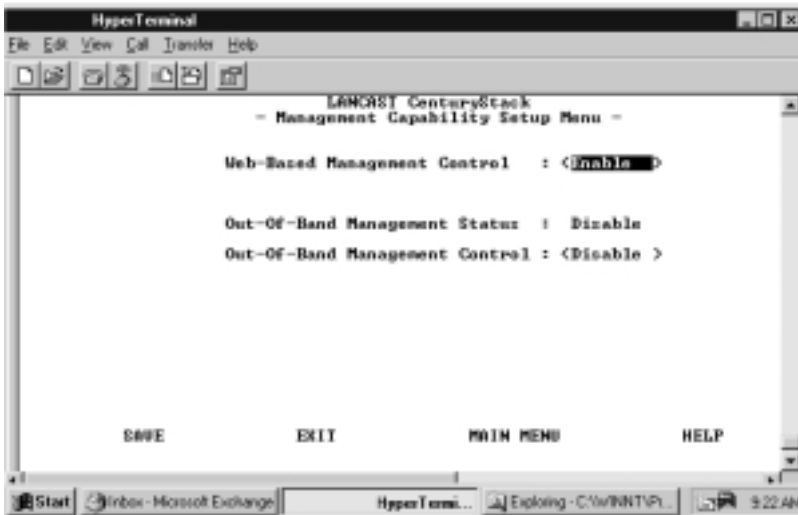 HyperTerminal
File Edit View Call Transfer Help
LANCAST CenturyStack
- Management Capability Setup Menu -
Web-Based Management Control : <Enable >
Out-Of-Band Management Status : Disable
Out-Of-Band Management Control : <Disable >
SAVE EXIT MAIN MENU HELP
Start Inbox - Microsoft Exchange HyperTermi... Exploring - C:\WINNT\Pr... 9:22 AM